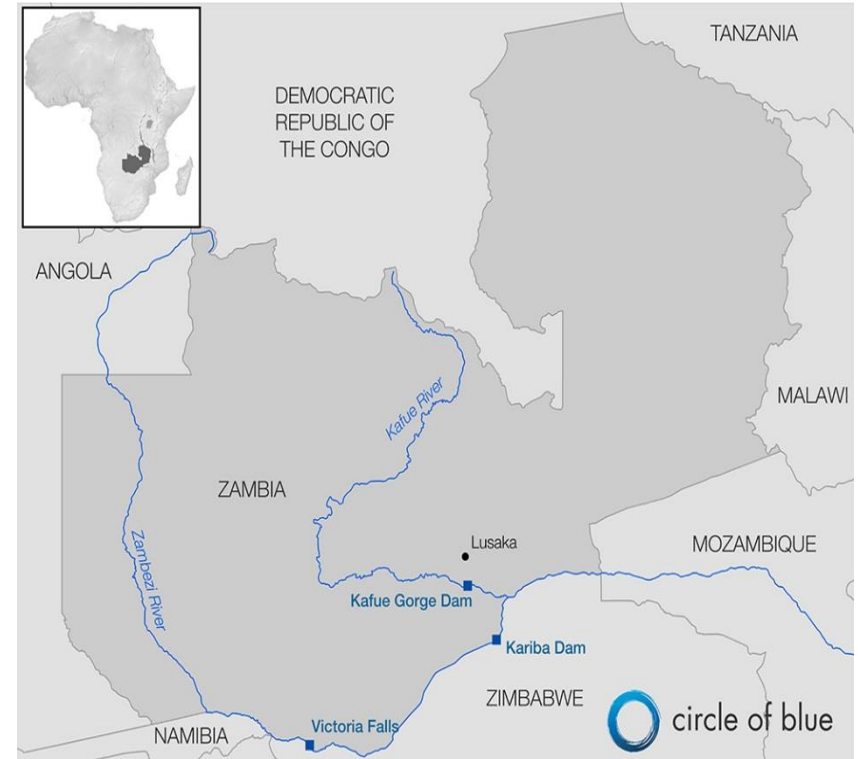 TANZANIA
DEMOCRATIC
REPUBLIC OF
THE CONGO
ANGOLA
MALAWI
Kafue River
ZAMBIA
Zambezi River
Lusaka
MOZAMBIQUE
Kafue Gorge Dam
Kariba Dam
ZIMBABWE
circle of blue
Victoria Falls
NAMIBIA